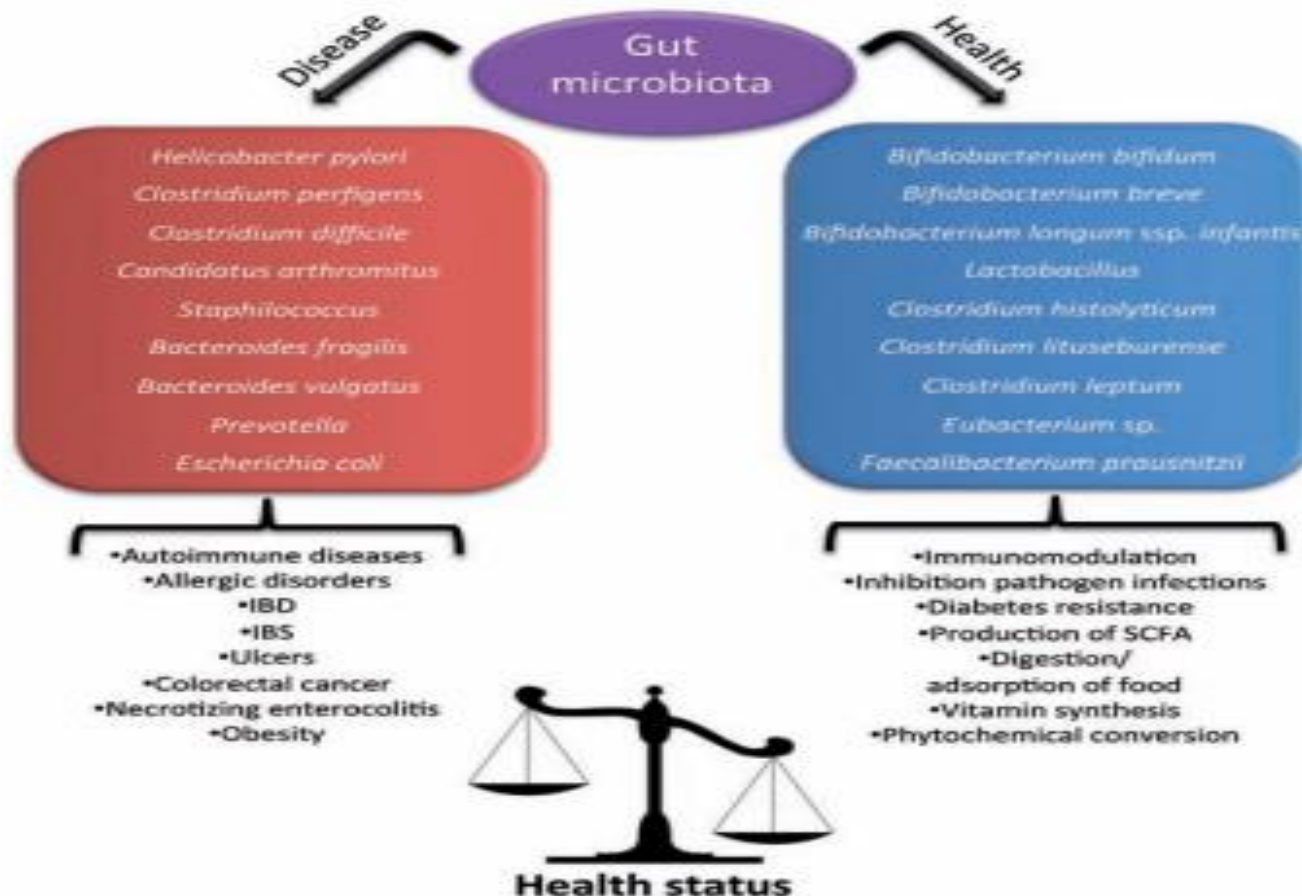 Disease
Gut
microbiota
Health
Helicobacter pylori
Clostridium perfigens
Clostridium difficile
Candidatus arthromitus
Staphilococcus
Bacteroides fragilis
Bacteroides vulgatus
Prevotella
Escherichia coli
Bifidobacterium bifidum
Bifidobacterium breve
Bifidobacterium longum ssp. infantis
Lactobacillus
Clostridium histolyticum
Clostridium lituseburense
Clostridium leptum
Eubacterium sp.
Faecalibacterium prausnitzii
•Autoimmune diseases
•Allergic disorders
•IBD
•IBS
•Ulcers
•Colorectal cancer
•Necrotizing enterocolitis
•Obesity
•Immunomodulation
•Inhibition pathogen infections
•Diabetes resistance
•Production of SCFA
•Digestion/
adsorption of food
•Vitamin synthesis
•Phytochemical conversion
Health status